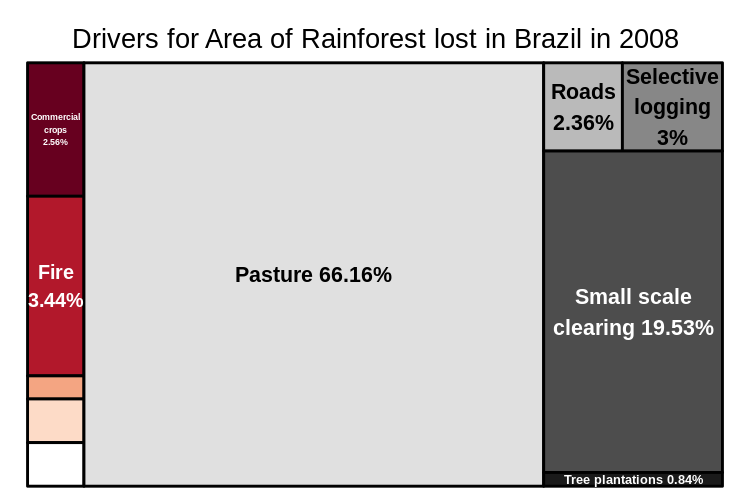 Drivers for Area of Rainforest lost in Brazil in 2008
Commercial
crops
2.56%
Fire
3.44%
Pasture 66.16%
Roads
2.36%
Selective
logging
3%
Small scale
clearing 19.53%
Tree plantations 0.84%